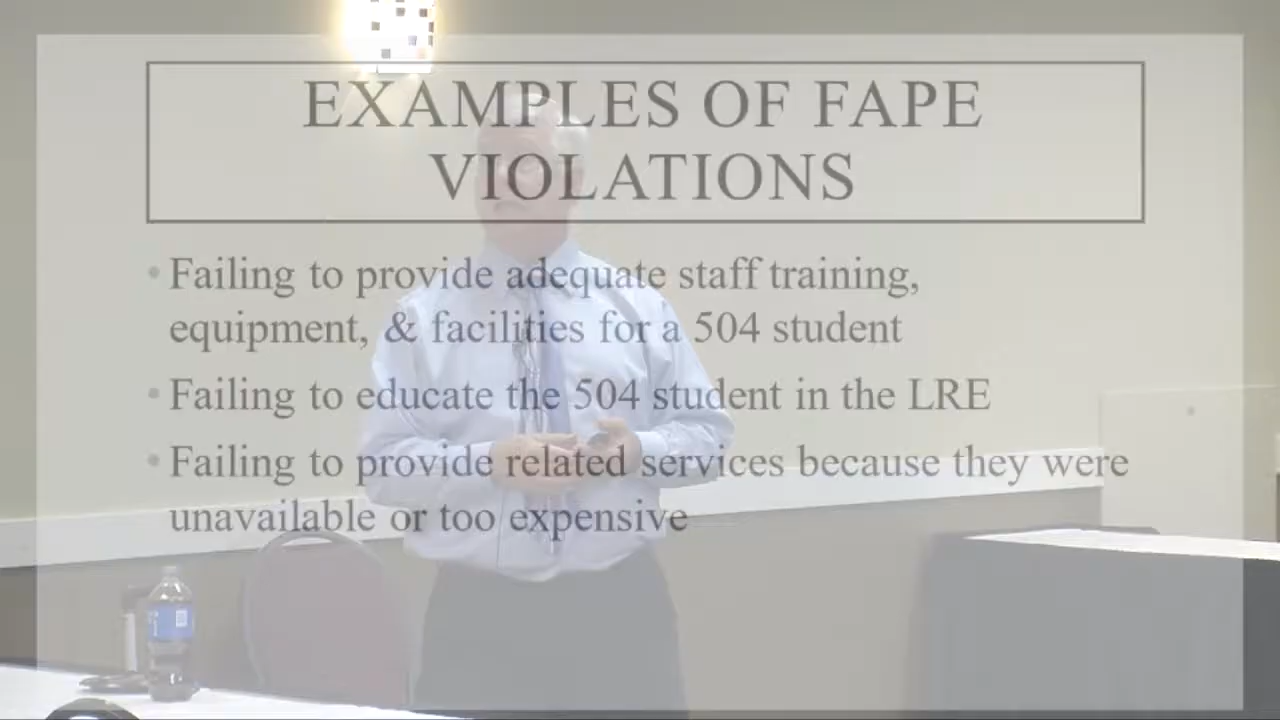 EXAMPLES OF FAPE
VIOLATIONS
• Failing to provide adequate staff training,
equipment, & facilities for a 504 student
• Failing to educate the 504 student in the LRE
• Failing to provide related services because they were
unavailable or too expensive